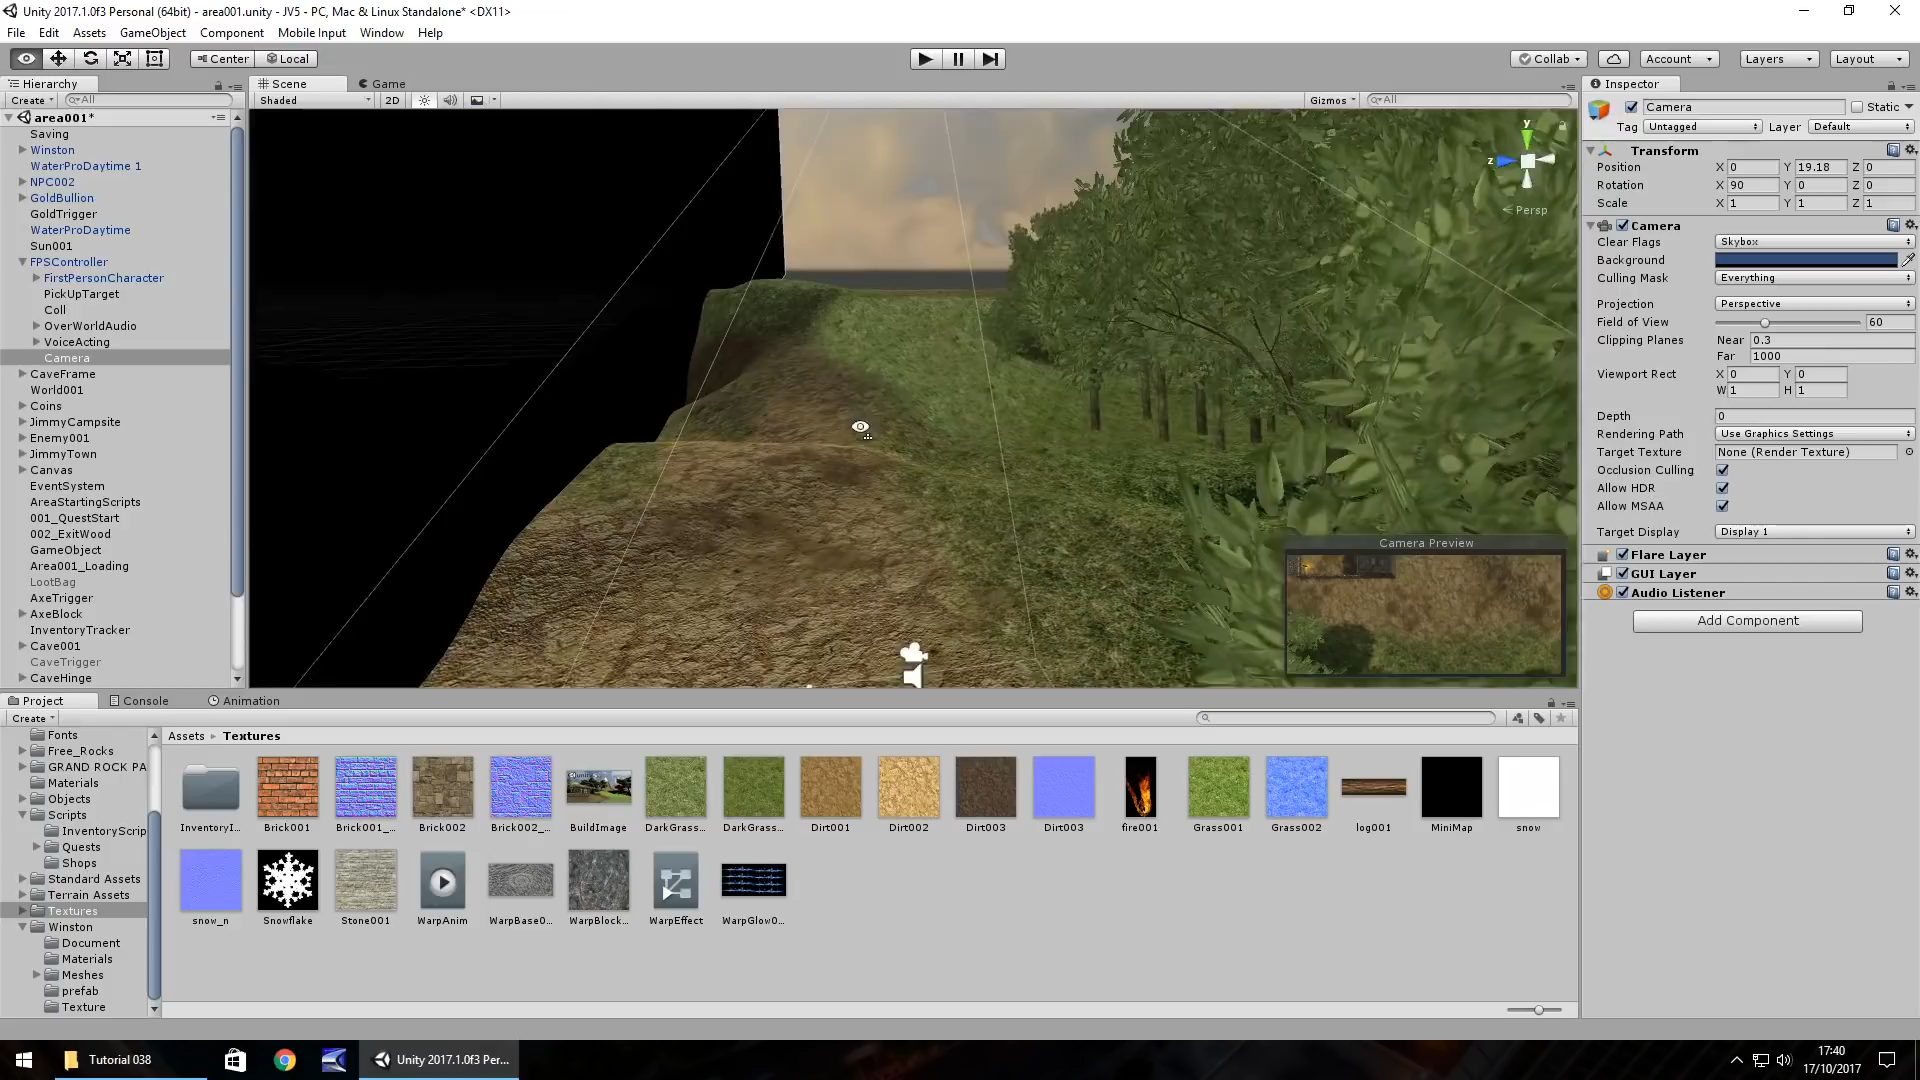 Unity 2017.1.0f3 Personal (64bit) - area001.unity - JV5 - PC, Mac & Linux Standalone* <DX11>
File Edit Assets GameObject Component Mobile Input Window Help
Center Local
Collab Account Layers Layout
Hierarchy
Create All
area001*
Saving
Winston
WaterProDaytime 1
NPC002
GoldBullion
GoldTrigger
WaterProDaytime
Sun001
FPSController
FirstPersonCharacter
PickUpTarget
Coll
OverWorldAudio
VoiceActing
Camera
CaveFrame
World001
Coins
JimmyCampsite
Enemy001
JimmyTown
Canvas
EventSystem
AreaStartingScripts
001_QuestStart
002_ExitWood
GameObject
Area001_Loading
LootBag
AxeTrigger
AxeBlock
InventoryTracker
Cave001
CaveTrigger
CaveHinge
Scene Game
Shaded 2D Gizmos All
y
z
Persp
Camera Preview
Inspector
Camera Static
Tag Untagged Layer Default
Transform
Position X 0 Y 19.18 Z 0
Rotation X 90 Y 0 Z 0
Scale X 1 Y 1 Z 1
Camera
Clear Flags Skybox
Background
Culling Mask Everything
Projection Perspective
Field of View 60
Clipping Planes Near 0.3
Far 1000
Viewport Rect X 0 Y 0
W 1 H 1
Depth 0
Rendering Path Use Graphics Settings
Target Texture None (Render Texture)
Occlusion Culling
Allow HDR
Allow MSAA
Target Display Display 1
Flare Layer
GUI Layer
Audio Listener
Add Component
Project Console Animation
Create
Fonts
Free_Rocks
GRAND ROCK PA
Materials
Objects
Scripts
InventoryScrip
Quests
Shops
Standard Assets
Terrain Assets
Textures
Winston
Document
Materials
Meshes
prefab
Texture
Assets Textures
InventoryI... Brick001 Brick001_... Brick002 Brick002_... BuildImage DarkGrass... DarkGrass... Dirt001 Dirt002 Dirt003 Dirt003 fire001 Grass001 Grass002 log001 MiniMap snow
snow_n Snowflake Stone001 WarpAnim WarpBase0... WarpBlock... WarpEffect WarpGlow0...
Tutorial 038
Unity 2017.1.0f3 Per...
17:40
17/10/2017